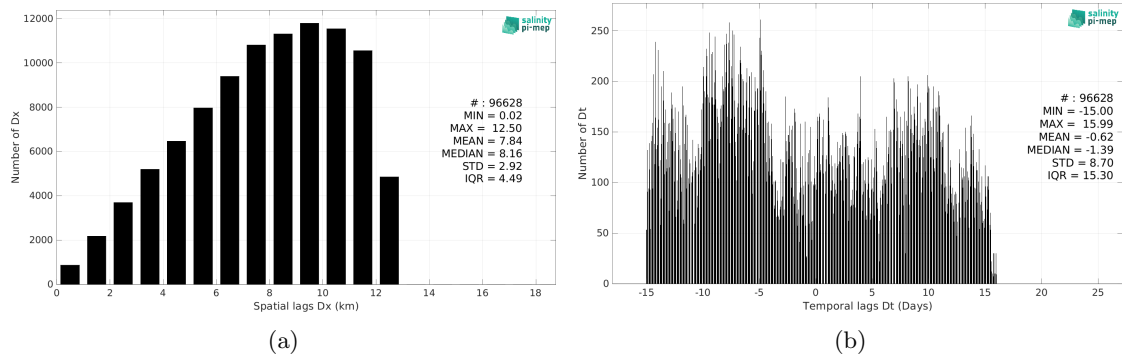 12000
10000
8000
6000
4000
2000
0
Number of Dx
salinity
pi-mep
# : 96628
MIN = 0.02
MAX = 12.50
MEAN = 7.84
MEDIAN = 8.16
STD = 2.92
IQR = 4.49
0 2 4 6 8 10 12 14 16 18
Spatial lags Dx (km)
(a)
250
200
150
100
50
0
Number of Dt
salinity
pi-mep
# : 96628
MIN = -15.00
MAX = 15.99
MEAN = -0.62
MEDIAN = -1.39
STD = 8.70
IQR = 15.30
-15 -10 -5 0 5 10 15 20 25
Temporal lags Dt (Days)
(b)